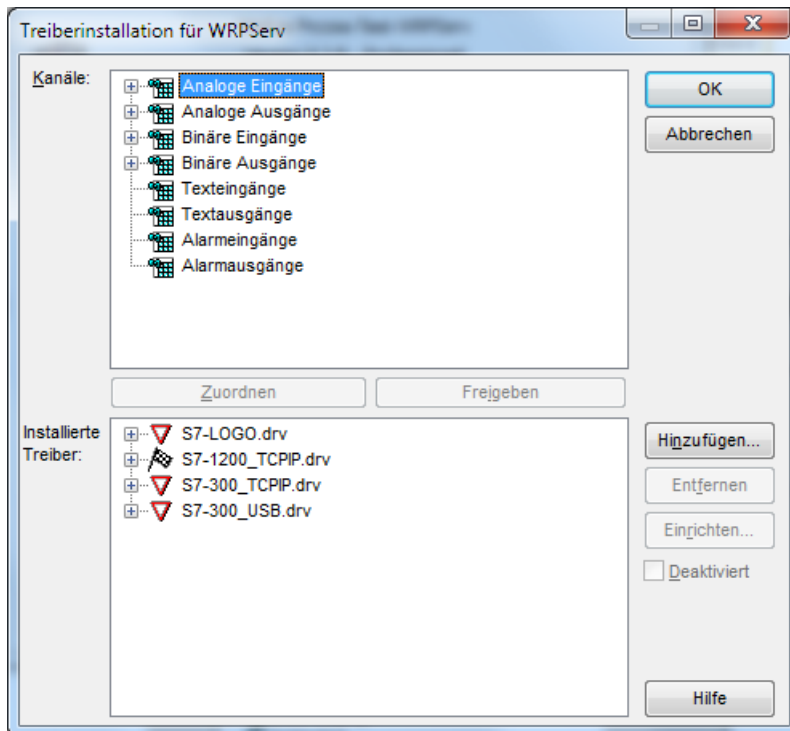 Treiberinstallation für WRPServ
Kanäle:
Analoge Eingänge
Analoge Ausgänge
Binäre Eingänge
Binäre Ausgänge
Texteingänge
Textausgänge
Alarmeingänge
Alarmausgänge
OK
Abbrechen
Zuordnen
Freigeben
Installierte
Treiber:
S7-LOGO.drv
S7-1200_TCPIP.drv
S7-300_TCPIP.drv
S7-300_USB.drv
Hinzufügen...
Entfernen
Einrichten...
Deaktiviert
Hilfe